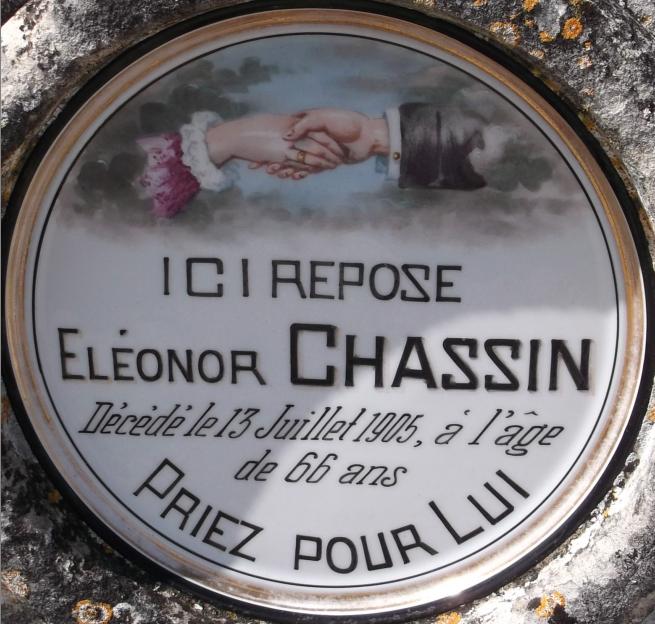 ICI REPOSE
ELÉONOR CHASSIN
Décédé le 13 Juillet 1905, à l'âge
de 66 ans
PRIEZ POUR LUI